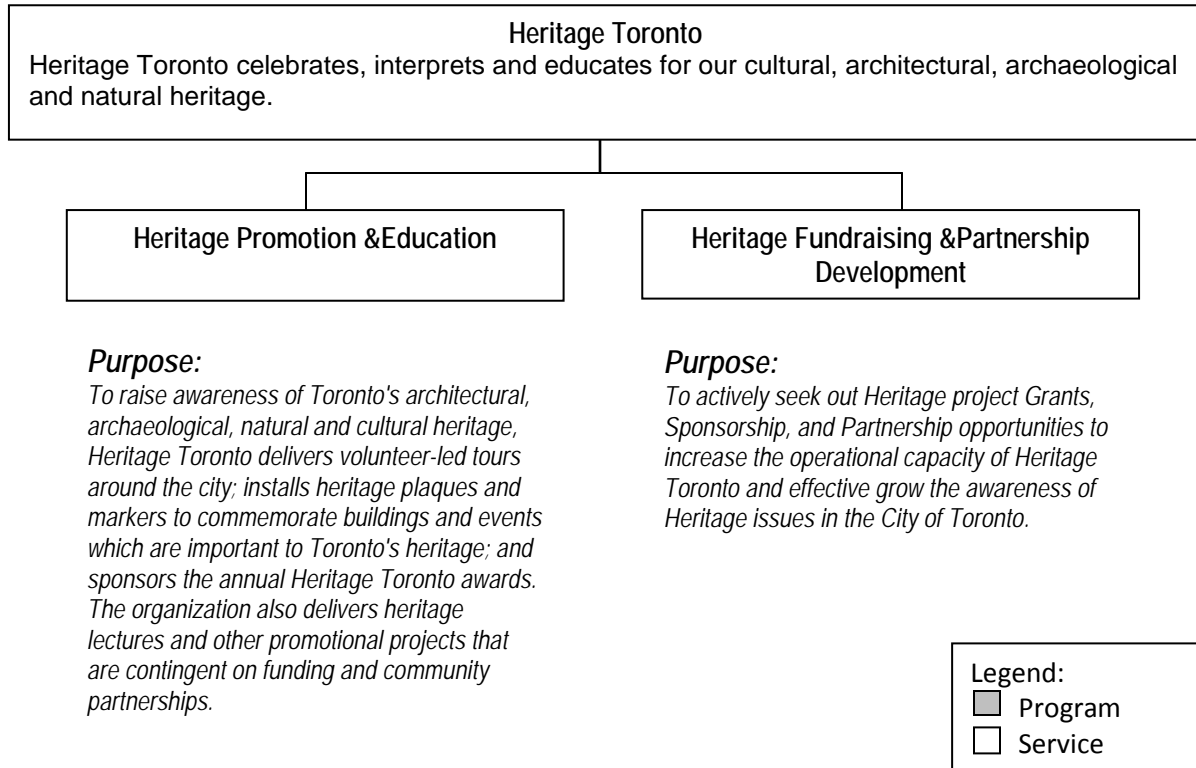 Heritage Toronto
Heritage Toronto celebrates, interprets and educates for our cultural, architectural, archaeological
and natural heritage.
Heritage Promotion &Education
Heritage Fundraising &Partnership
Development
Purpose:
To raise awareness of Toronto's architectural,
archaeological, natural and cultural heritage,
Heritage Toronto delivers volunteer-led tours
around the city; installs heritage plaques and
markers to commemorate buildings and events
which are important to Toronto's heritage; and
sponsors the annual Heritage Toronto awards.
The organization also delivers heritage
lectures and other promotional projects that
are contingent on funding and community
partnerships.
Purpose:
To actively seek out Heritage project Grants,
Sponsorship, and Partnership opportunities to
increase the operational capacity of Heritage
Toronto and effective grow the awareness of
Heritage issues in the City of Toronto.
Legend:
Program
Service